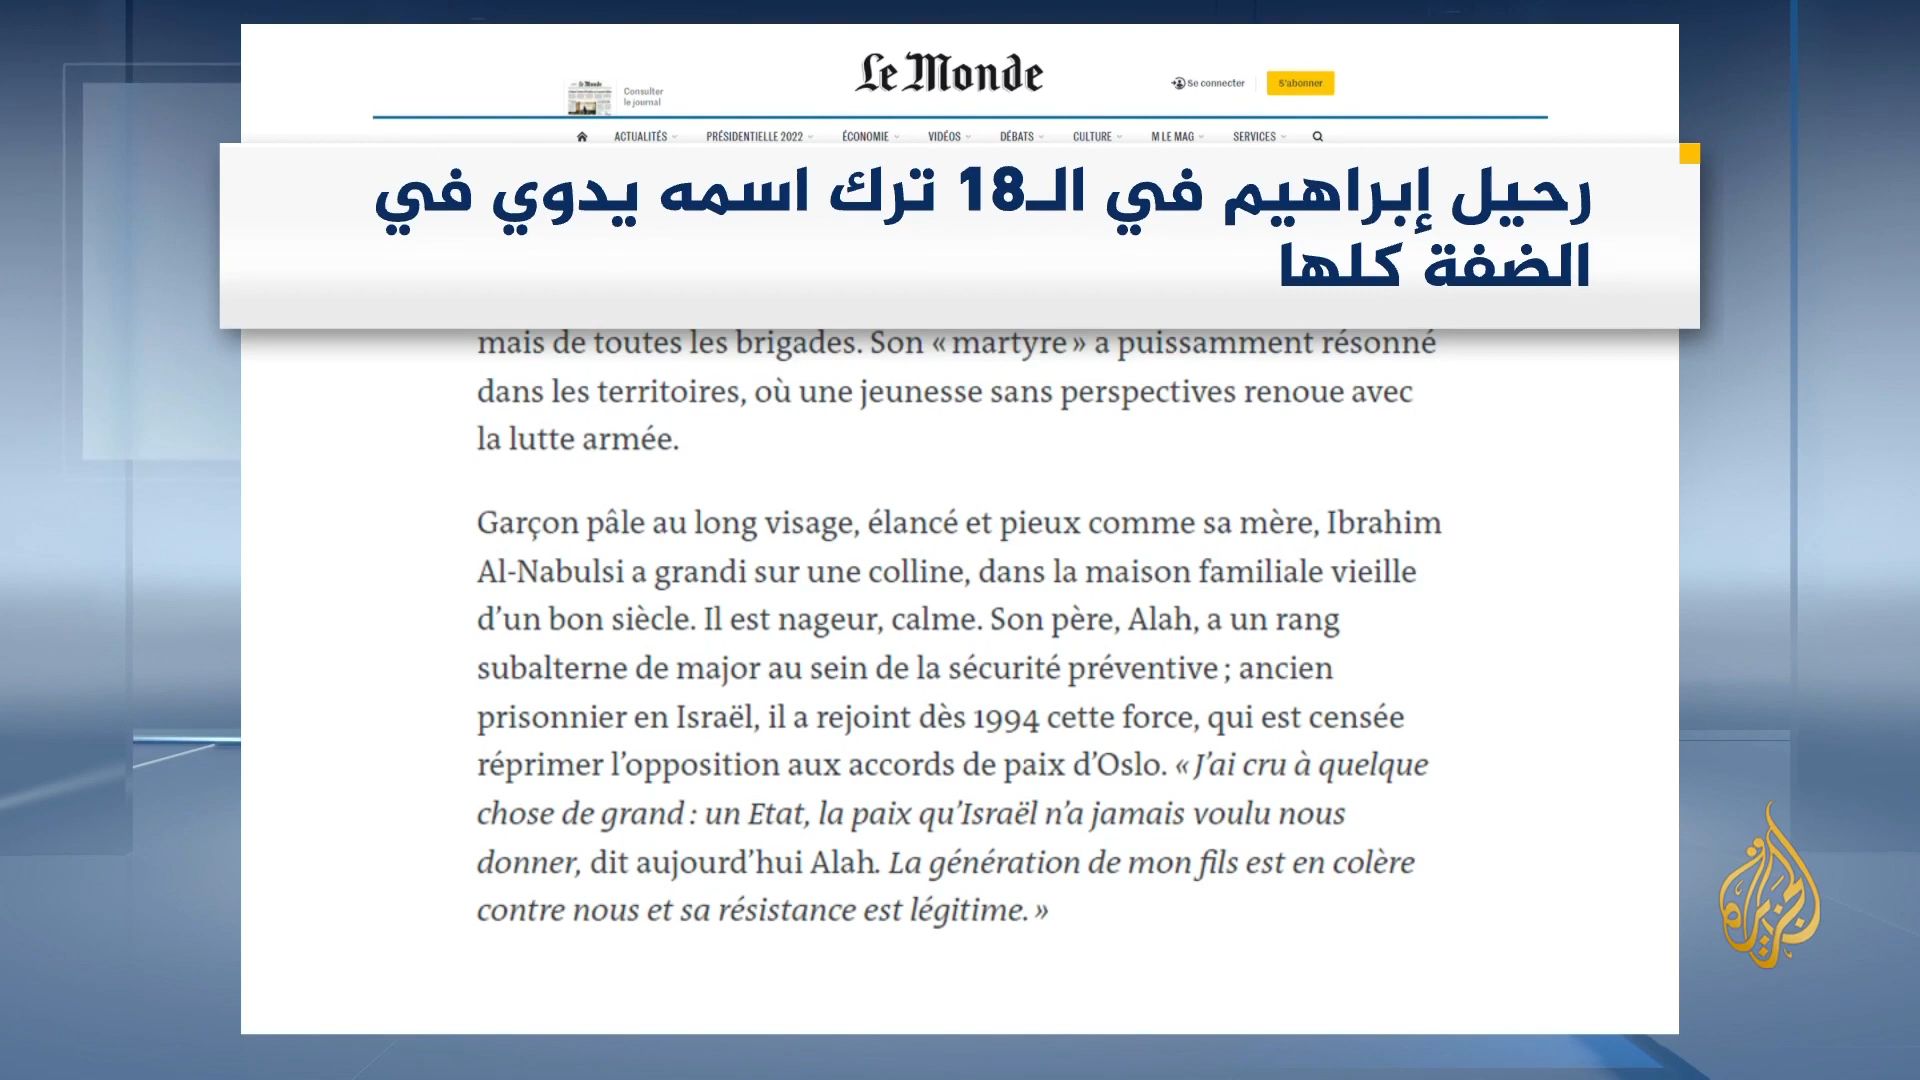 Le Monde
Consulter
le journal
Se connecter
S'abonner
ACTUALITÉS PRÉSIDENTIELLE 2022 ÉCONOMIE VIDÉOS DÉBATS CULTURE M LE MAG SERVICES
رحيل إبراهيم في الـ18 ترك اسمه يدوي في
الضفة كلها
mais de toutes les brigades. Son « martyre » a puissamment résonné
dans les territoires, où une jeunesse sans perspectives renoue avec
la lutte armée.
Garçon pâle au long visage, élancé et pieux comme sa mère, Ibrahim
Al-Nabulsi a grandi sur une colline, dans la maison familiale vieille
d’un bon siècle. Il est nageur, calme. Son père, Alah, a un rang
subalterne de major au sein de la sécurité préventive ; ancien
prisonnier en Israël, il a rejoint dès 1994 cette force, qui est censée
réprimer l’opposition aux accords de paix d’Oslo. « J’ai cru à quelque
chose de grand : un Etat, la paix qu’Israël n’a jamais voulu nous
donner, dit aujourd’hui Alah. La génération de mon fils est en colère
contre nous et sa résistance est légitime. »
الجزيرة